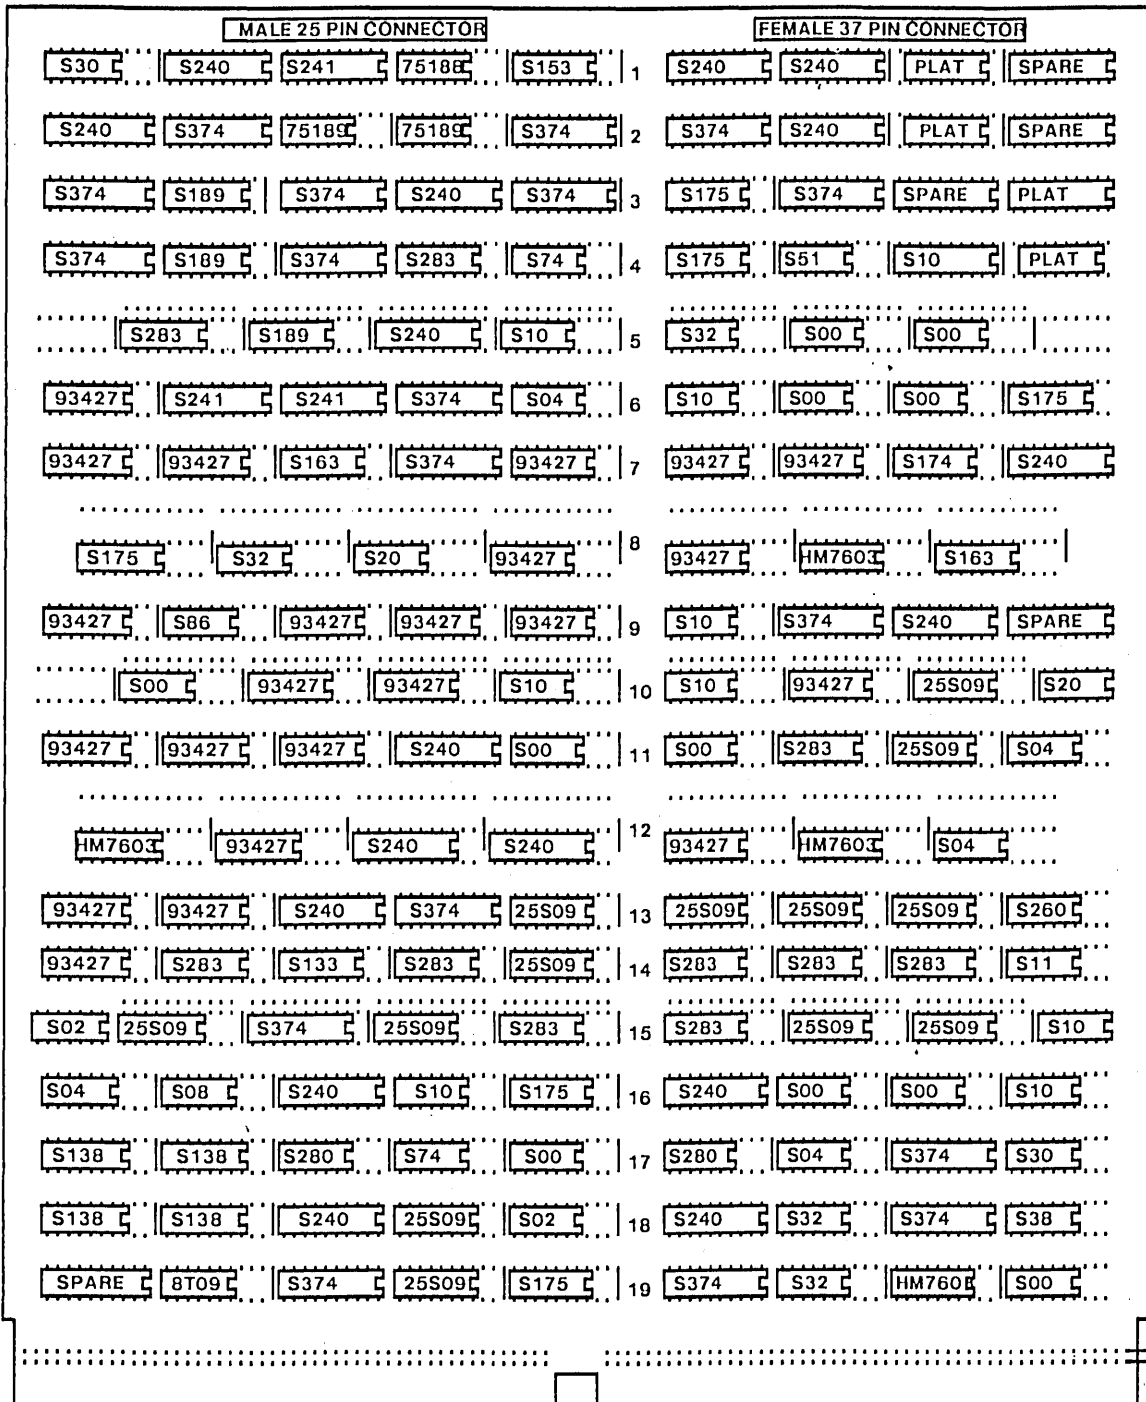 MALE 25 PIN CONNECTOR FEMALE 37 PIN CONNECTOR
S30 S240 S241 75188 S153 1 S240 S240 PLAT SPARE
S240 S374 75189 75189 S374 2 S374 S240 PLAT SPARE
S374 S189 S374 S240 S374 3 S175 S374 SPARE PLAT
S374 S189 S374 S283 S74 4 S175 S51 S10 PLAT
S283 S189 S240 S10 5 S32 S00 S00
93427 S241 S241 S374 S04 6 S10 S00 S00 S175
93427 93427 S163 S374 93427 7 93427 93427 S174 S240
S175 S32 S20 93427 8 93427 HM7603 S163
93427 S86 93427 93427 93427 9 S10 S374 S240 SPARE
S00 93427 93427 S10 10 S10 93427 25S09 S20
93427 93427 93427 S240 S00 11 S00 S283 25S09 S04
HM7603 93427 S240 S240 12 93427 HM7603 S04
93427 93427 S240 S374 25S09 13 25S09 25S09 25S09 S260
93427 S283 S133 S283 25S09 14 S283 S283 S283 S11
S02 25S09 S374 25S09 S283 15 S283 25S09 25S09 S10
S04 S08 S240 S10 S175 16 S240 S00 S00 S10
S138 S138 S280 S74 S00 17 S280 S04 S374 S30
S138 S138 S240 25S09 S02 18 S240 S32 S374 S38
SPARE 8T09 S374 25S09 S175 19 S374 S32 S00